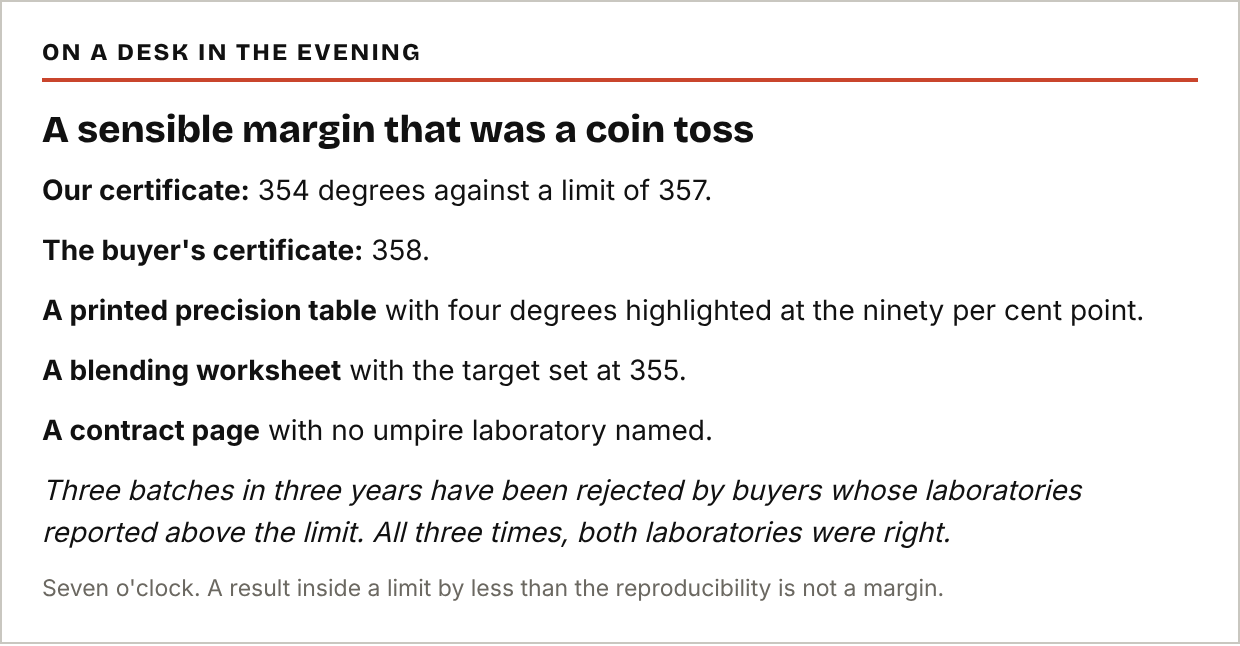 ON A DESK IN THE EVENING
A sensible margin that was a coin toss
Our certificate: 354 degrees against a limit of 357.
The buyer's certificate: 358.
A printed precision table with four degrees highlighted at the ninety per cent point.
A blending worksheet with the target set at 355.
A contract page with no umpire laboratory named.
Three batches in three years have been rejected by buyers whose laboratories
reported above the limit. All three times, both laboratories were right.
Seven o'clock. A result inside a limit by less than the reproducibility is not a margin.